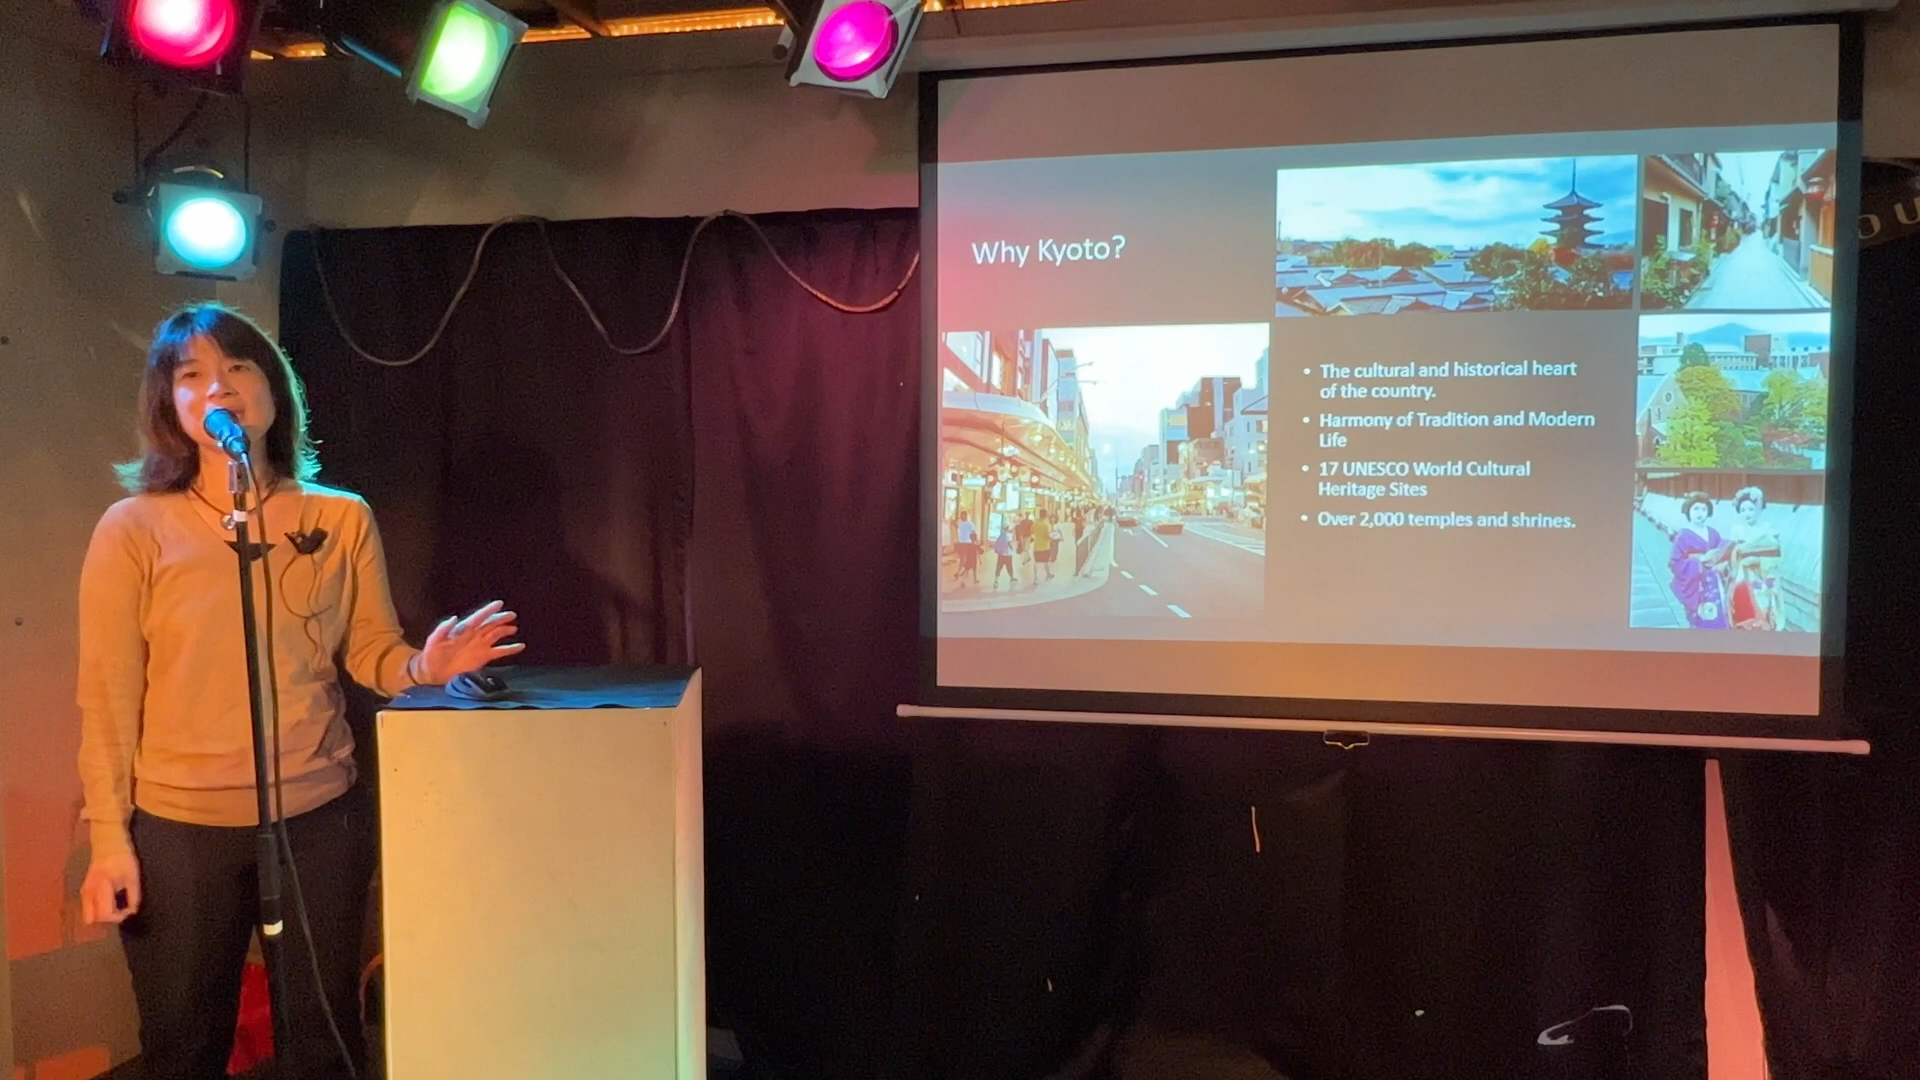 Why Kyoto?
• The cultural and historical heart
of the country.
• Harmony of Tradition and Modern
Life
• 17 UNESCO World Cultural
Heritage Sites
• Over 2,000 temples and shrines.